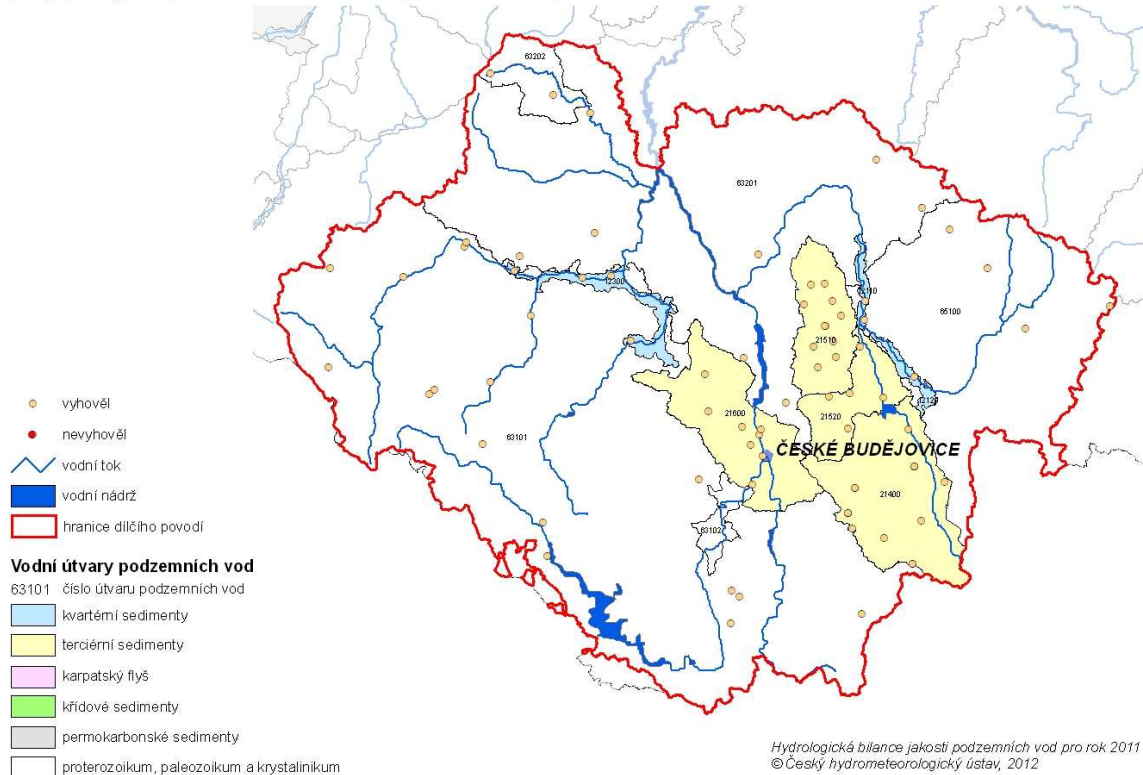 63202
63201
12300
12110
65100
21510
12120
21600
21520
ČESKÉ BUDĚJOVICE
63101
21400
63102
vyhověl
nevyhověl
vodní tok
vodní nádrž
hranice dílčího povodí
Vodní útvary podzemních vod
63101 číslo útvaru podzemních vod
kvartérní sedimenty
terciérní sedimenty
karpatský flyš
křídové sedimenty
permokarbonské sedimenty
proterozoikum, paleozoikum a krystalinikum
Hydrologická bilance jakosti podzemních vod pro rok 2011
© Český hydrometeorologický ústav, 2012